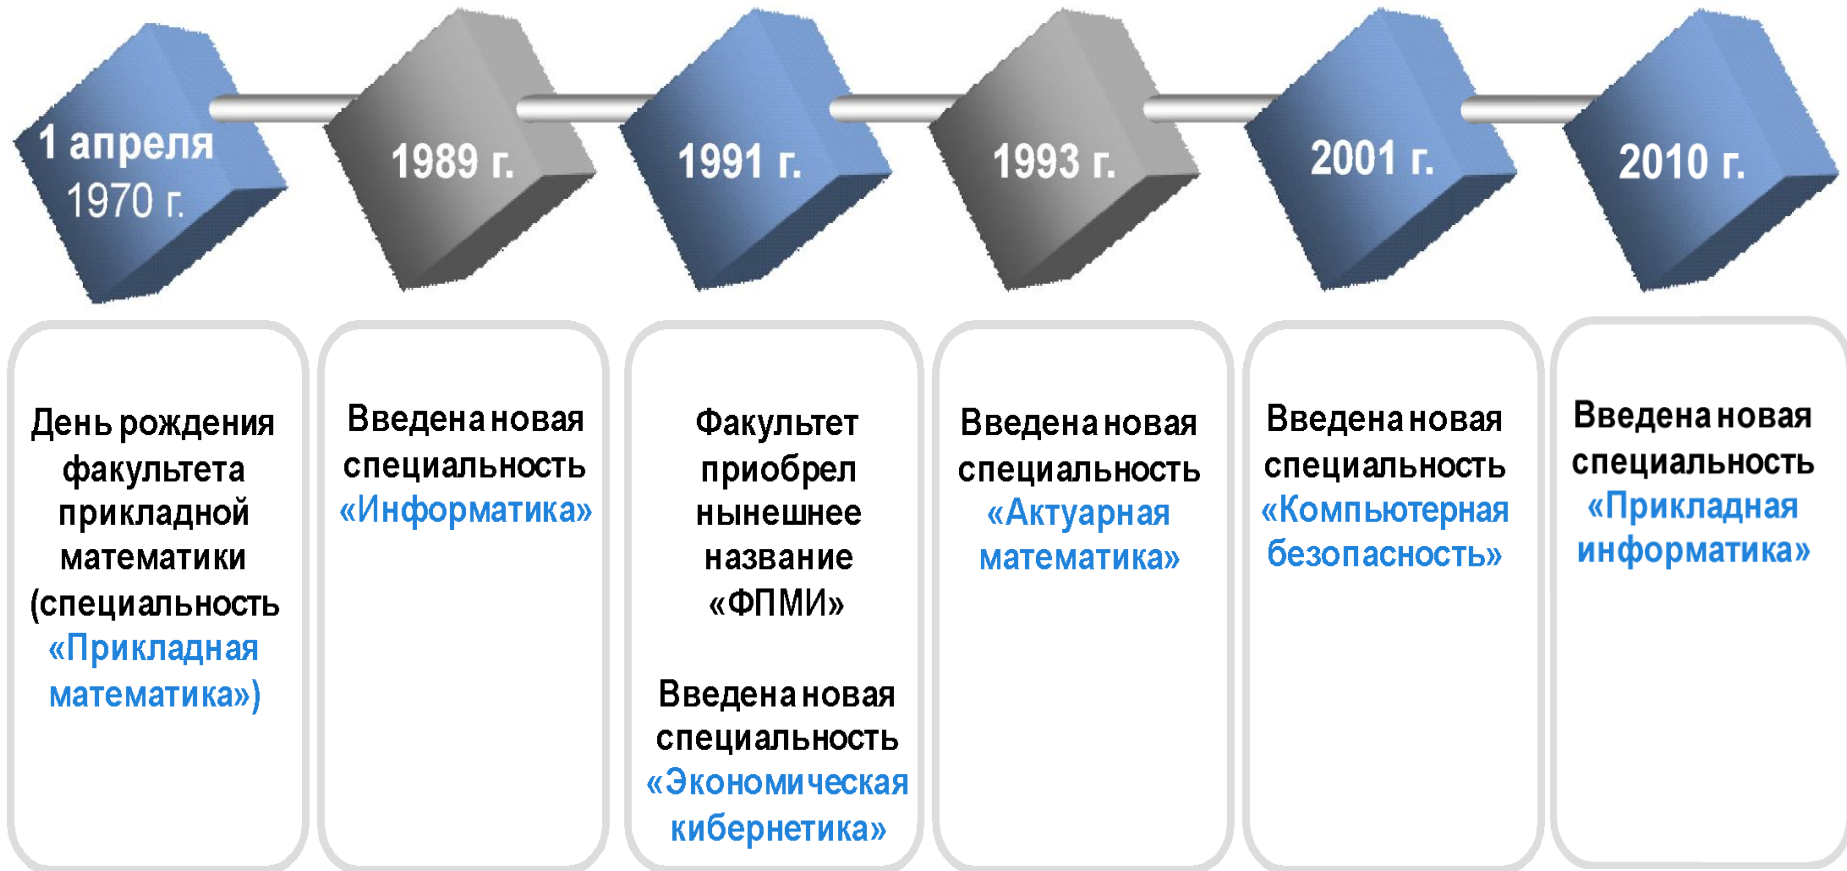 1 апреля
1970 г.
1989 г.
1991 г.
1993 г.
2001 г.
2010 г.
День рождения
факультета
прикладной
математики
(специальность
«Прикладная
математика»)
Введена новая
специальность
«Информатика»
Факультет
приобрел
нынешнее
название
«ФПМИ»
Введена новая
специальность
«Экономическая
кибернетика»
Введена новая
специальность
«Актуарная
математика»
Введена новая
специальность
«Компьютерная
безопасность»
Введена новая
специальность
«Прикладная
информатика»